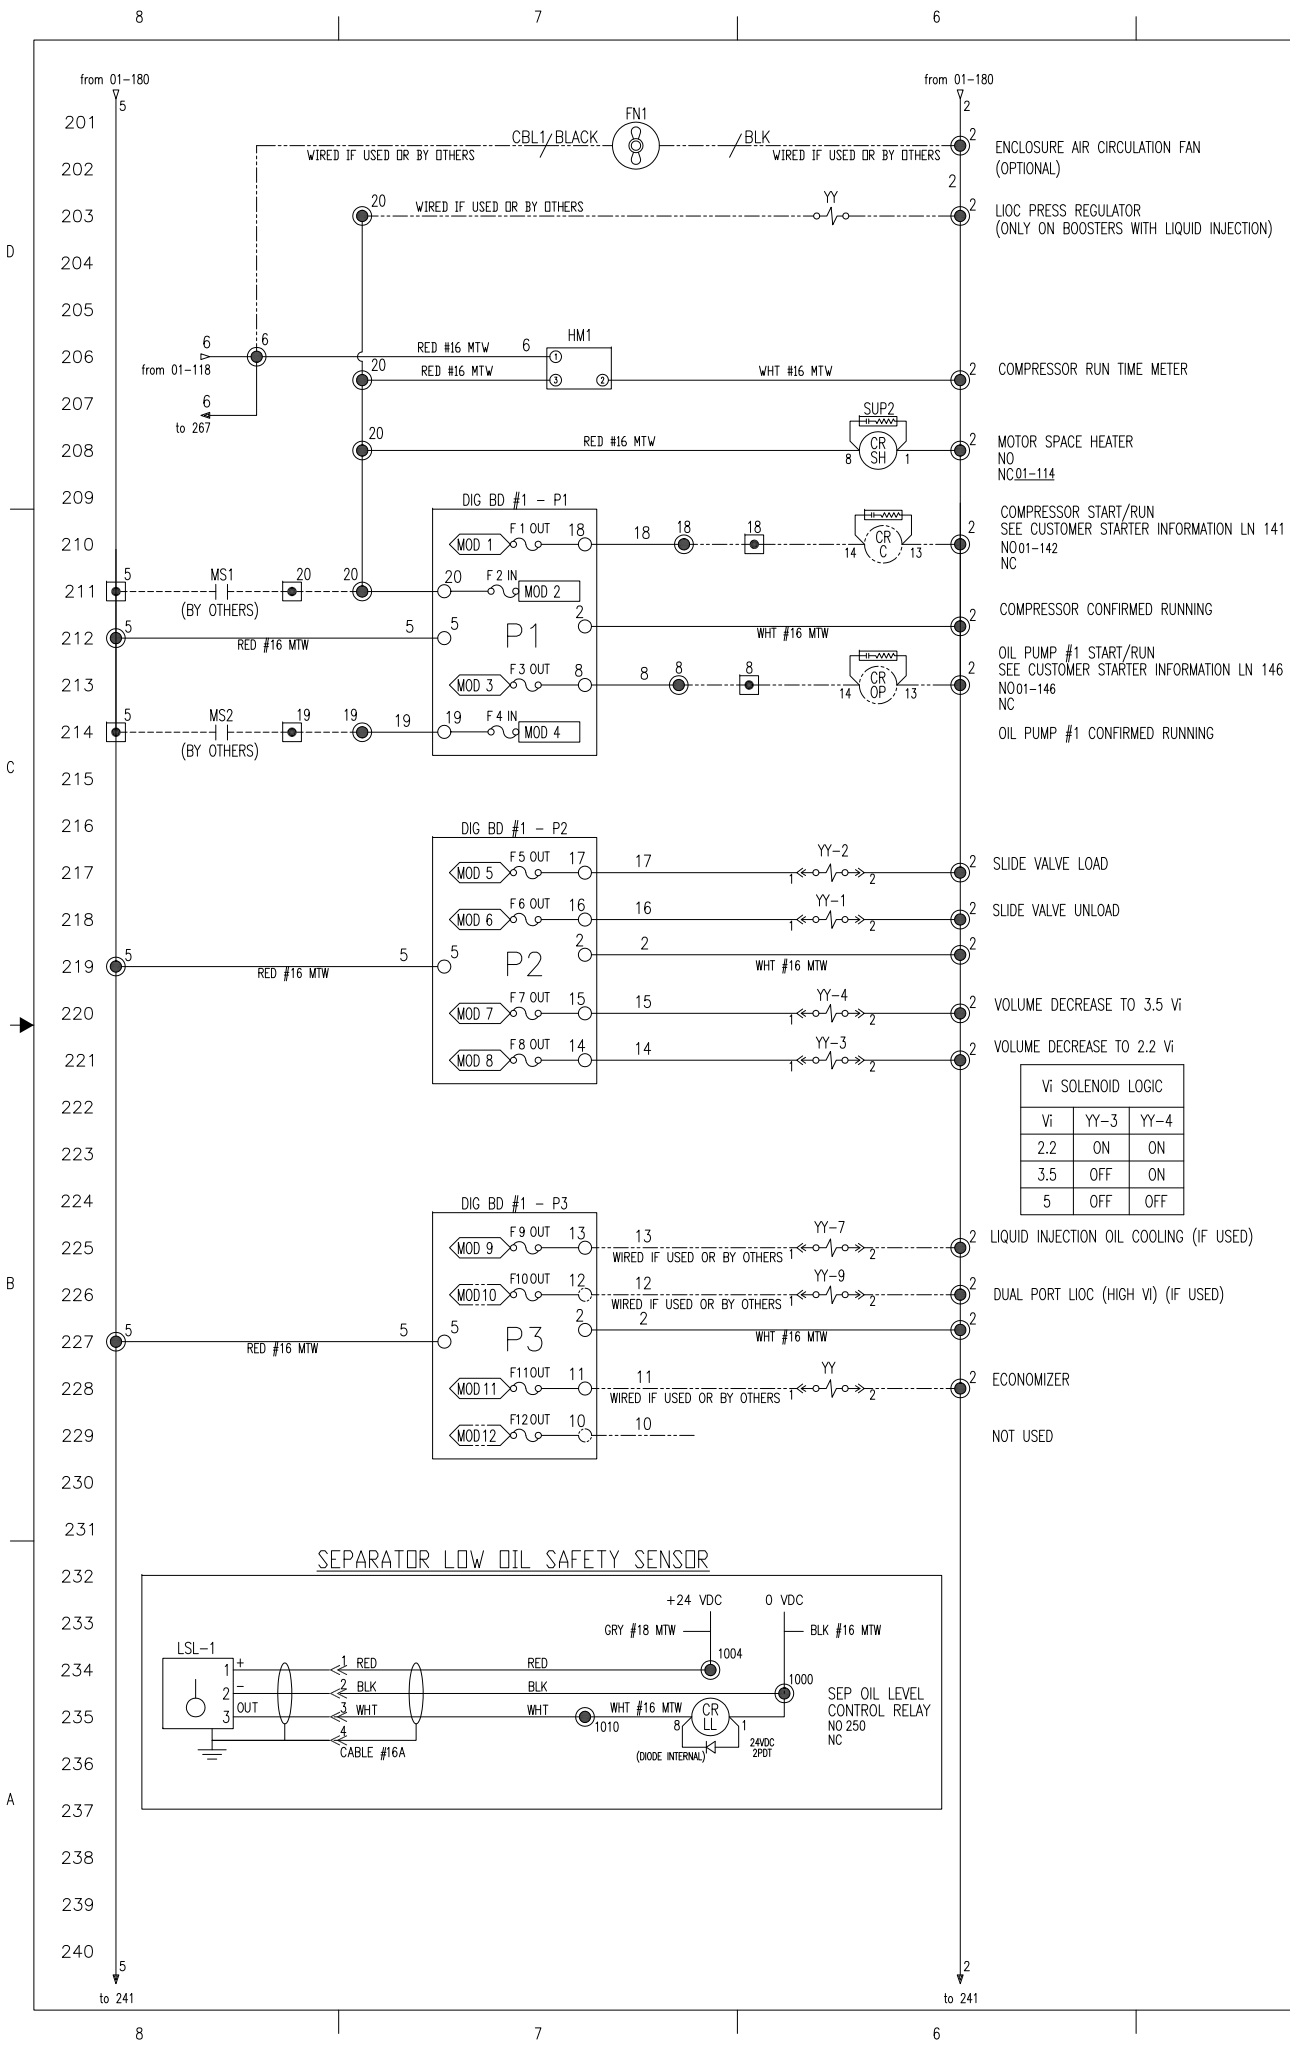 8 7 6
from 01-180 from 01-180
5 2
201 FN1
CBL1/BLACK BLK 2
WIRED IF USED OR BY OTHERS WIRED IF USED OR BY OTHERS
ENCLOSURE AIR CIRCULATION FAN
202 (OPTIONAL)
2
20 WIRED IF USED OR BY OTHERS YY 2
203 LIOC PRESS REGULATOR
(ONLY ON BOOSTERS WITH LIQUID INJECTION)
D
204
205
6 6 RED #16 MTW 6 HM1
206 1
from 01-118
20 RED #16 MTW 3 2 WHT #16 MTW 2 COMPRESSOR RUN TIME METER
207 6
to 267
SUP2
20 RED #16 MTW 2
208 8 CR SH 1 MOTOR SPACE HEATER
NO
NC 01-114
209
DIG BD #1 - P1
COMPRESSOR START/RUN
SEE CUSTOMER STARTER INFORMATION LN 141
210 MOD 1 F 1 OUT 18 18 18 18 14 CR C 13 2
NO 01-142
NC
211 5 MS1 20 20 20 F 2 IN MOD 2
(BY OTHERS)
COMPRESSOR CONFIRMED RUNNING
212 5 RED #16 MTW 5 5 P1 2 WHT #16 MTW 2
OIL PUMP #1 START/RUN
SEE CUSTOMER STARTER INFORMATION LN 146
213 MOD 3 F 3 OUT 8 8 8 8 14 CR OP 13 2
NO 01-146
NC
214 5 MS2 19 19 19 19 F 4 IN MOD 4
(BY OTHERS)
OIL PUMP #1 CONFIRMED RUNNING
C
215
216
DIG BD #1 - P2
217 MOD 5 F 5 OUT 17 17 1 YY-2 2 2 SLIDE VALVE LOAD
218 MOD 6 F 6 OUT 16 16 1 YY-1 2 2 SLIDE VALVE UNLOAD
219 5 RED #16 MTW 5 5 P2 2 2 WHT #16 MTW 2
220 MOD 7 F 7 OUT 15 15 1 YY-4 2 2 VOLUME DECREASE TO 3.5 Vi
221 MOD 8 F 8 OUT 14 14 1 YY-3 2 2 VOLUME DECREASE TO 2.2 Vi
Vi SOLENOID LOGIC
222 Vi YY-3 YY-4
223 2.2 ON ON
3.5 OFF ON
224 5 OFF OFF
DIG BD #1 - P3
225 MOD 9 F 9 OUT 13 13 1 YY-7 2 2 LIQUID INJECTION OIL COOLING (IF USED)
WIRED IF USED OR BY OTHERS
B
226 MOD 10 F10 OUT 12 12 1 YY-9 2 2 DUAL PORT LIOC (HIGH VI) (IF USED)
WIRED IF USED OR BY OTHERS
227 5 RED #16 MTW 5 5 P3 2 2 WHT #16 MTW 2
228 MOD 11 F11 OUT 11 11 1 YY 2 2 ECONOMIZER
WIRED IF USED OR BY OTHERS
229 MOD 12 F12 OUT 10 10 NOT USED
230
231
SEPARATOR LOW OIL SAFETY SENSOR
232
+24 VDC 0 VDC
233
GRY #18 MTW BLK #16 MTW
LSL-1
234 1 + 1 RED RED 1004
2 - 2 BLK BLK 1000
235 3 OUT 3 WHT WHT 1010 WHT #16 MTW 8 CR LL 1
SEP OIL LEVEL
CONTROL RELAY
NO 250
NC
4
CABLE #16A
(DIODE INTERNAL) 24VDC
2PDT
236
A
237
238
239
240
5 2
to 241 to 241
8 7 6